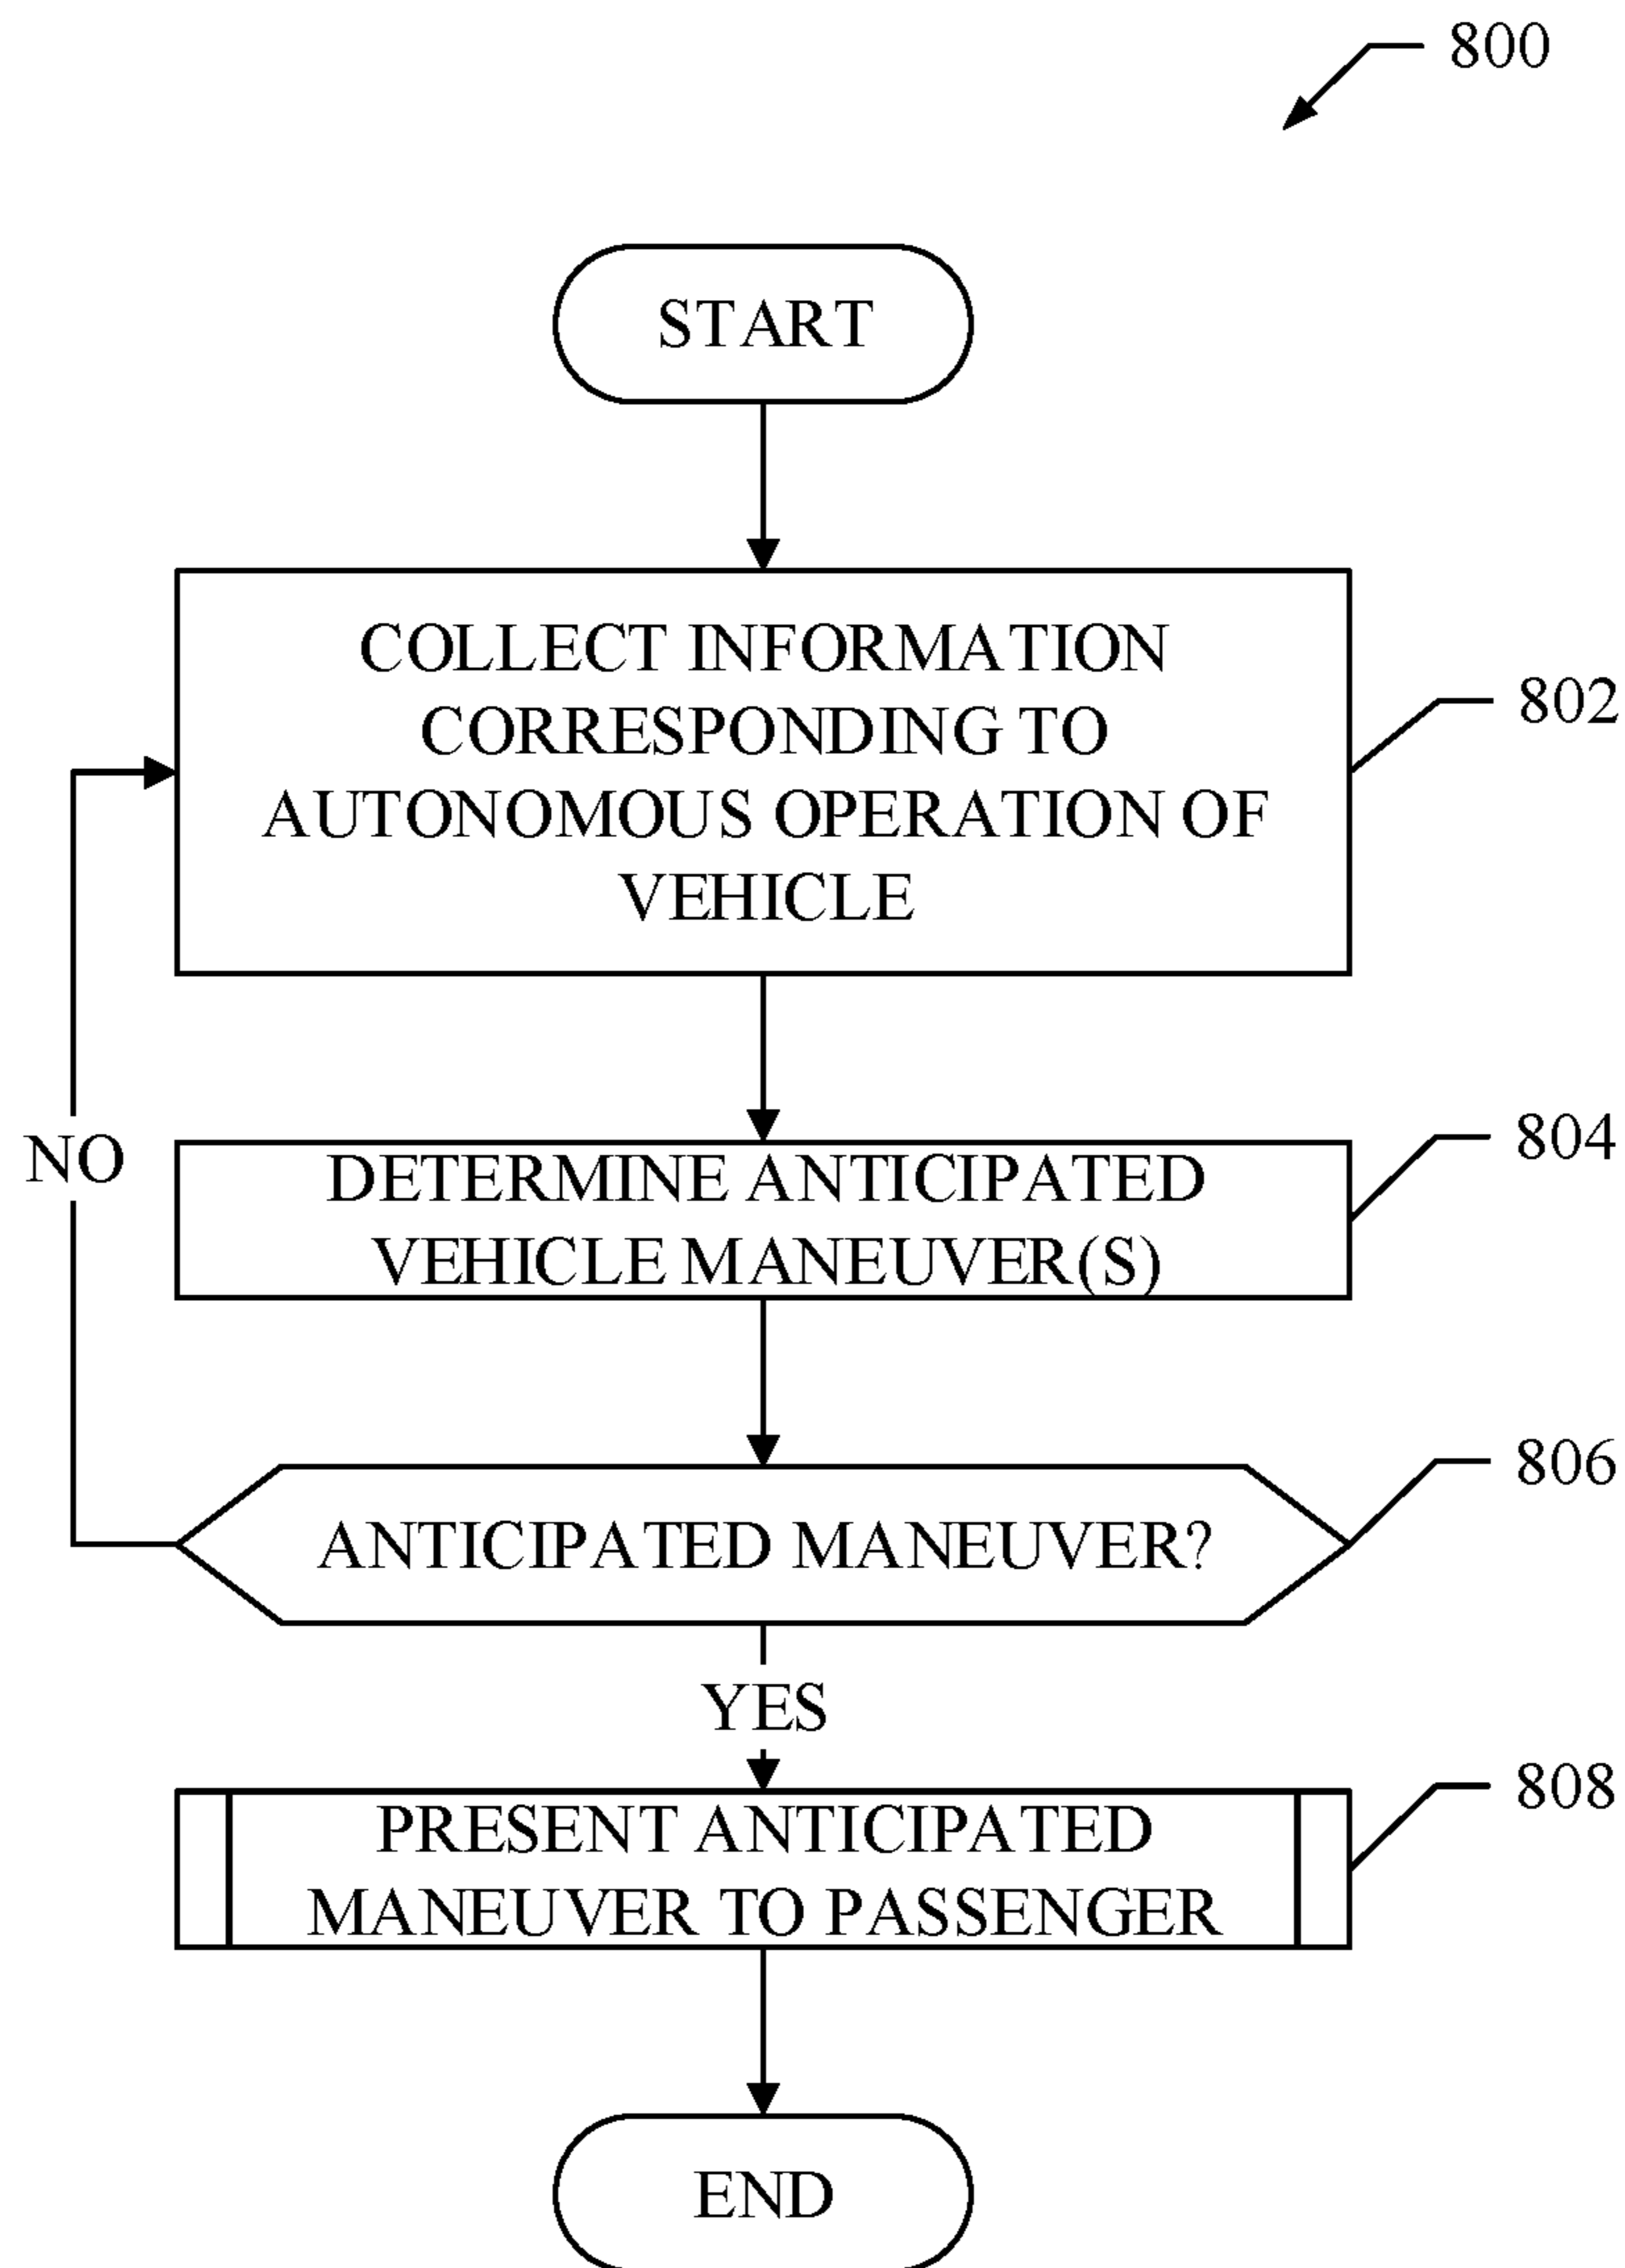 800
START
COLLECT INFORMATION
CORRESPONDING TO
802
AUTONOMOUS OPERATION OF
VEHICLE
804
NO
DETERMINE ANTICIPATED
VEHICLE MANEUVER(S)
806
ANTICIPATED MANEUVER?
YES
808
PRESENT ANTICIPATED
MANEUVER TO PASSENGER
END